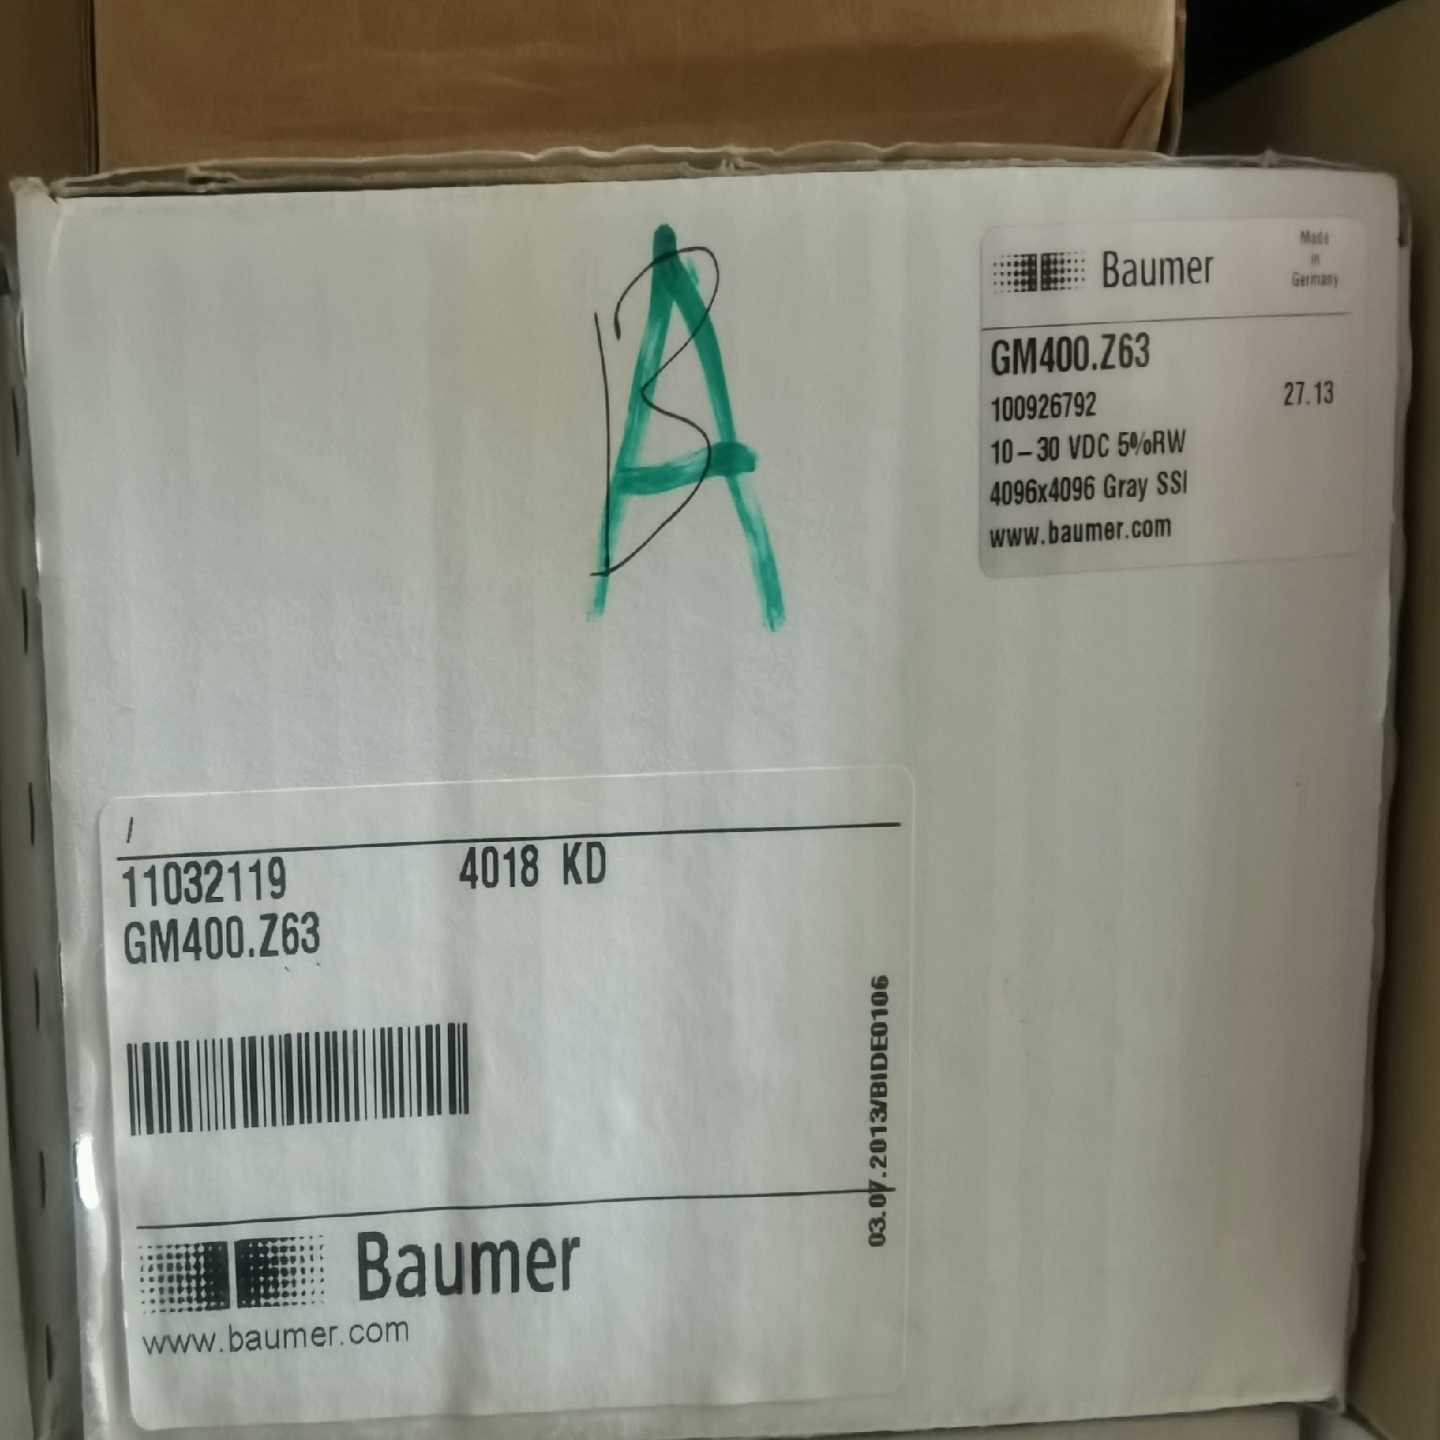 A
B
Baumer
Made
in
Germany
GM400.Z63
100926792
27.13
10-30 VDC 5%RW
4096x4096 Gray SSI
www.baumer.com
/
11032119 4018 KD
GM400.Z63
03.07.2013/BIDE0106
Baumer
www.baumer.com